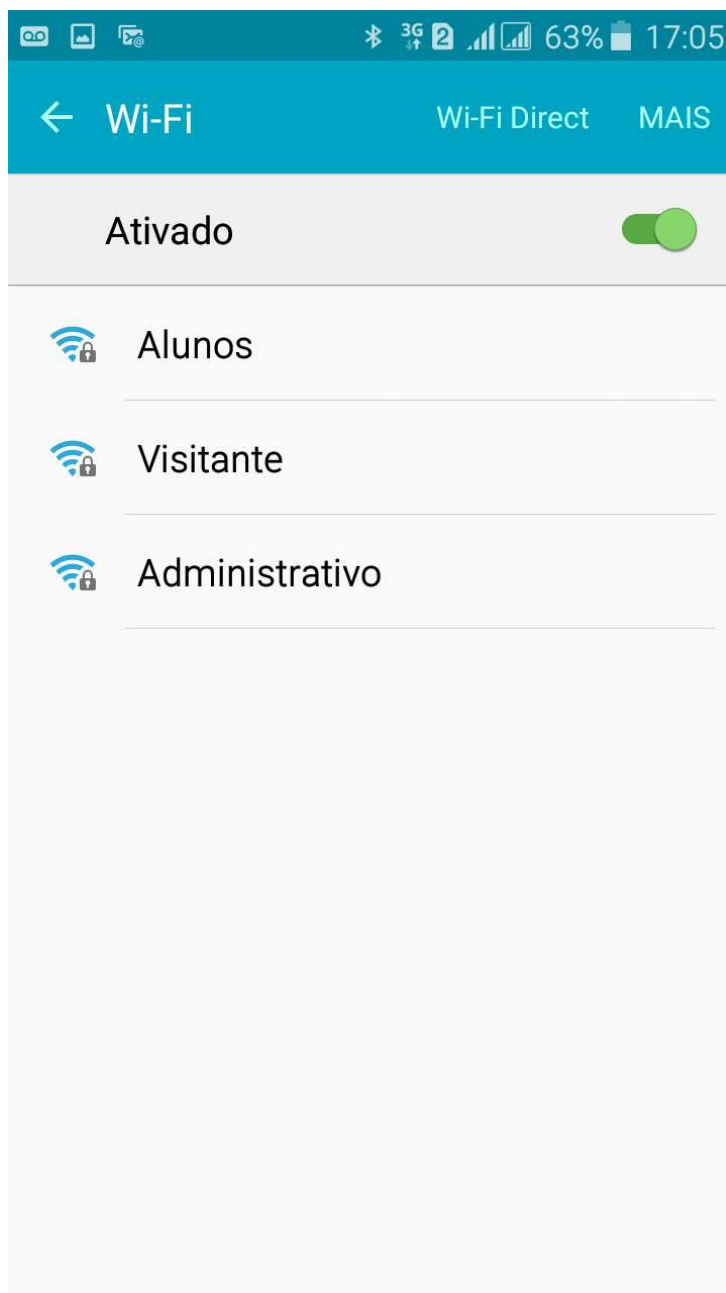 3G 2 63% 17:05
Wi-Fi Wi-Fi Direct MAIS
Ativado
Alunos
Visitante
Administrativo